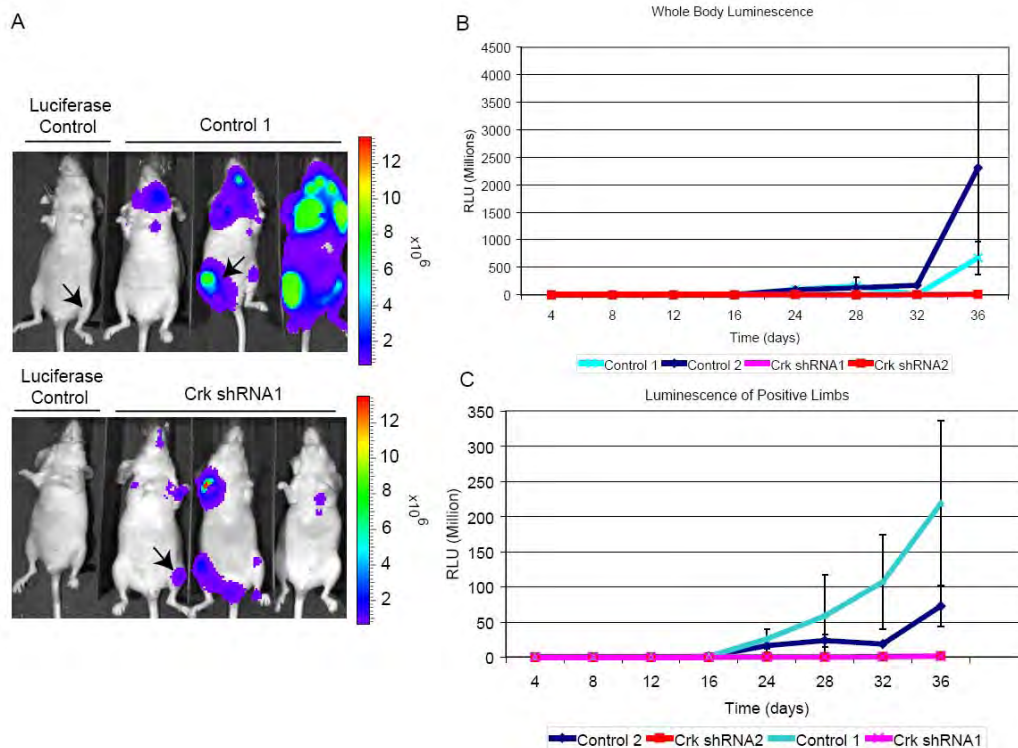 A
Luciferase
Control
Control 1
12
10
8
6
4
2
x10^6
Luciferase
Control
Crk shRNA1
12
10
8
6
4
2
x10^6
B
Whole Body Luminescence
RLU (Millions)
4500
4000
3500
3000
2500
2000
1500
1000
500
0
4 8 12 16 24 28 32 36
Time (days)
Control 1 Control 2 Crk shRNA1 Crk shRNA2
C
Luminescence of Positive Limbs
RLU (Million)
350
300
250
200
150
100
50
0
4 8 12 16 24 28 32 36
Time (days)
Control 2 Crk shRNA2 Control 1 Crk shRNA1